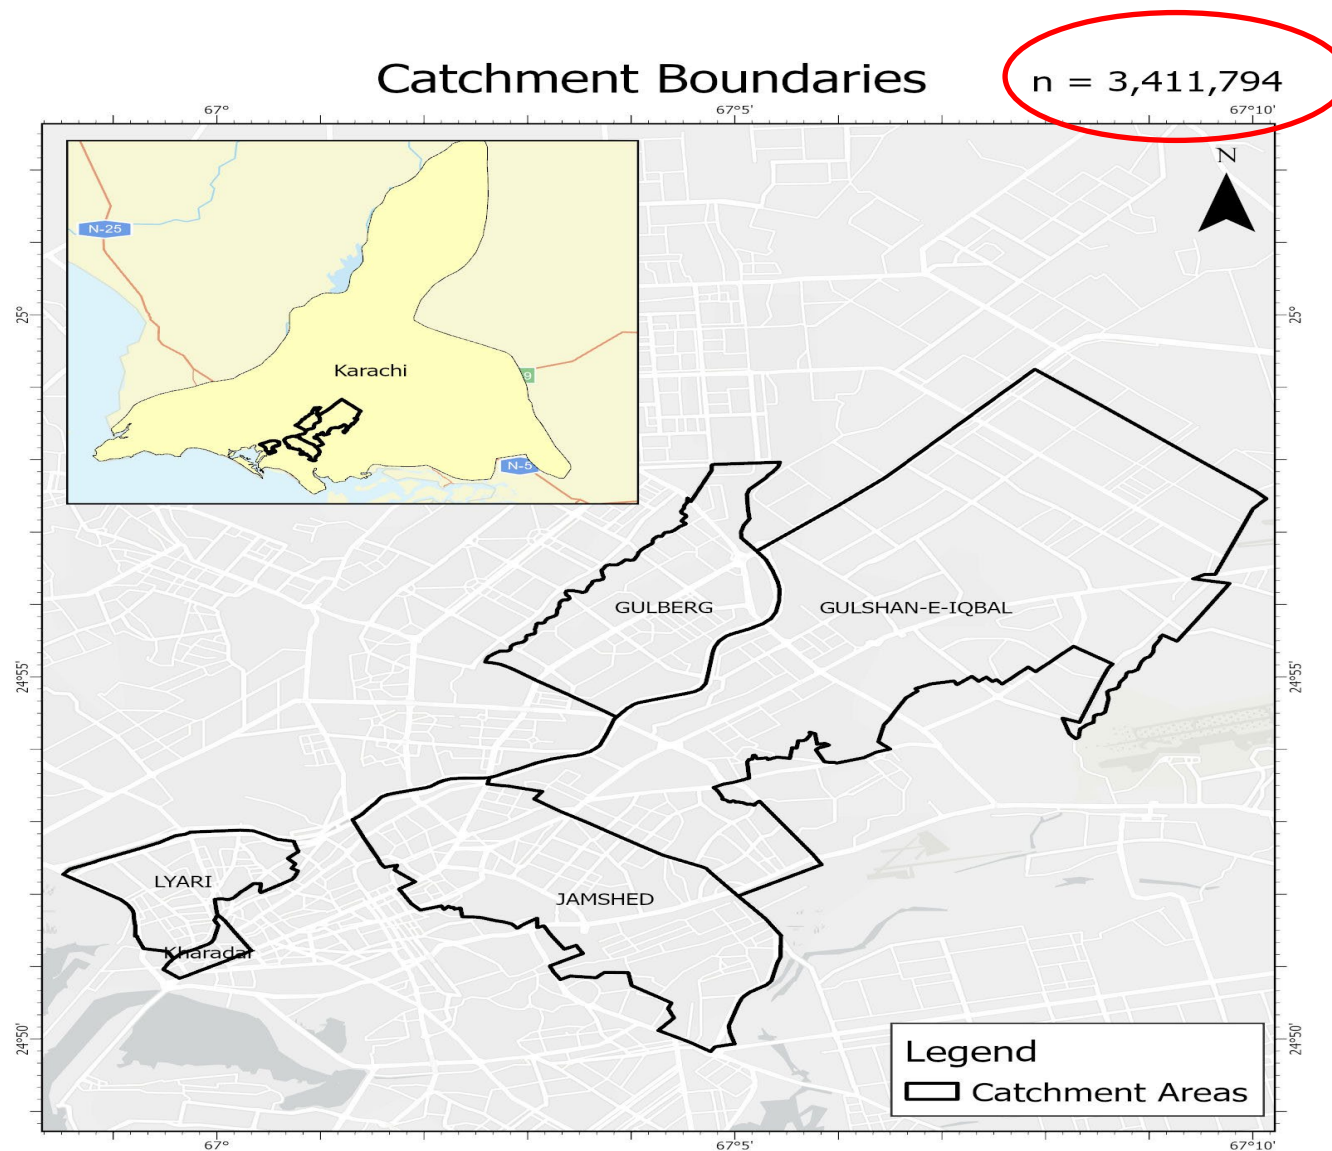 Catchment Boundaries
n = 3,411,794
67°
67°5'
67°10'
N
N-25
25°
25°
Karachi
9
N-5
GULBERG
GULSHAN-E-IQBAL
24°55'
24°55'
LYARI
JAMSHED
Kharadar
24°50'
24°50'
Legend
Catchment Areas
67°
67°5'
67°10'